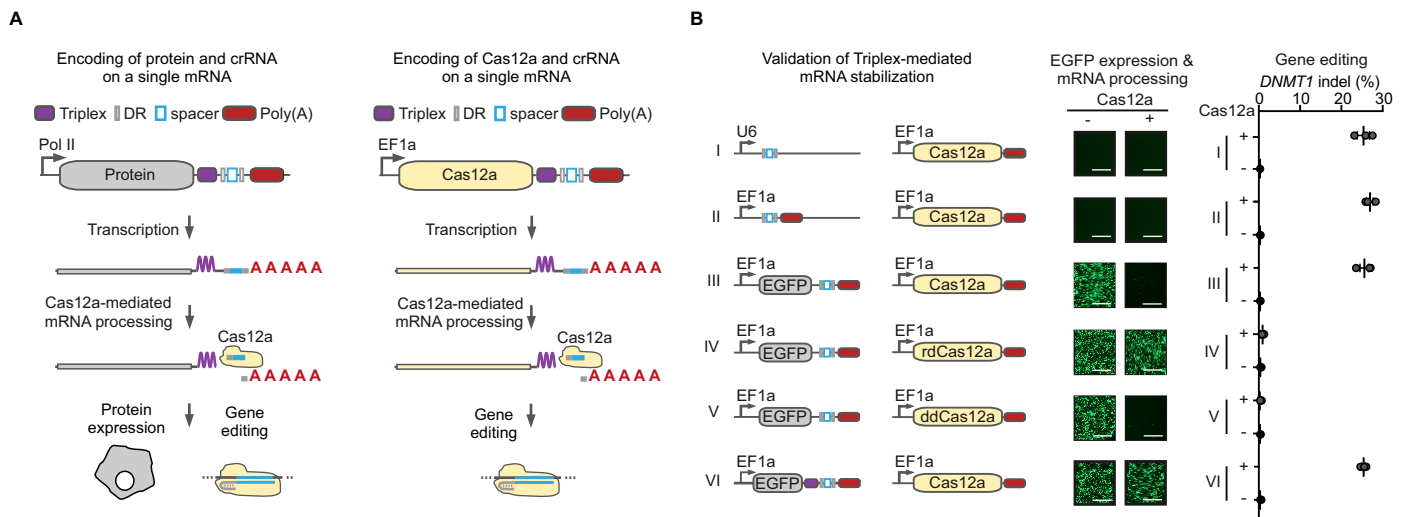 A
Encoding of protein and crRNA
on a single mRNA
Triplex DR spacer Poly(A)
Pol II
Protein
Transcription
AAAAA
Cas12a-mediated
mRNA processing
Cas12a
AAAAA
Protein
expression
Gene
editing
Encoding of Cas12a and crRNA
on a single mRNA
Triplex DR spacer Poly(A)
EF1a
Cas12a
Transcription
AAAAA
Cas12a-mediated
mRNA processing
Cas12a
AAAAA
Gene
editing
B
Validation of Triplex-mediated
mRNA stabilization
EGFP expression &
mRNA processing
Cas12a
- +
Gene editing
DNMT1 indel (%)
0 10 20 30
Cas12a
I
U6
EF1a
Cas12a
+
I
-
II
EF1a
EF1a
Cas12a
+
II
-
III
EF1a
EGFP
EF1a
Cas12a
+
III
-
IV
EF1a
EGFP
EF1a
rdCas12a
+
IV
-
V
EF1a
EGFP
EF1a
ddCas12a
+
V
-
VI
EF1a
EGFP
EF1a
Cas12a
+
VI
-